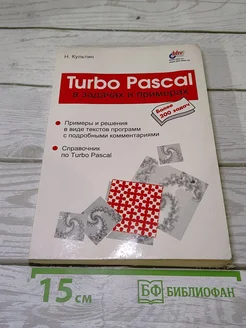 Н. Культин
bhv
Turbo Pascal
в задачах и примерах
Более
200 задач
Примеры и решения
в виде текстов программ
с подробными комментариями
Справочник
по Turbo Pascal
15 см
БФ БИБЛИОФАН